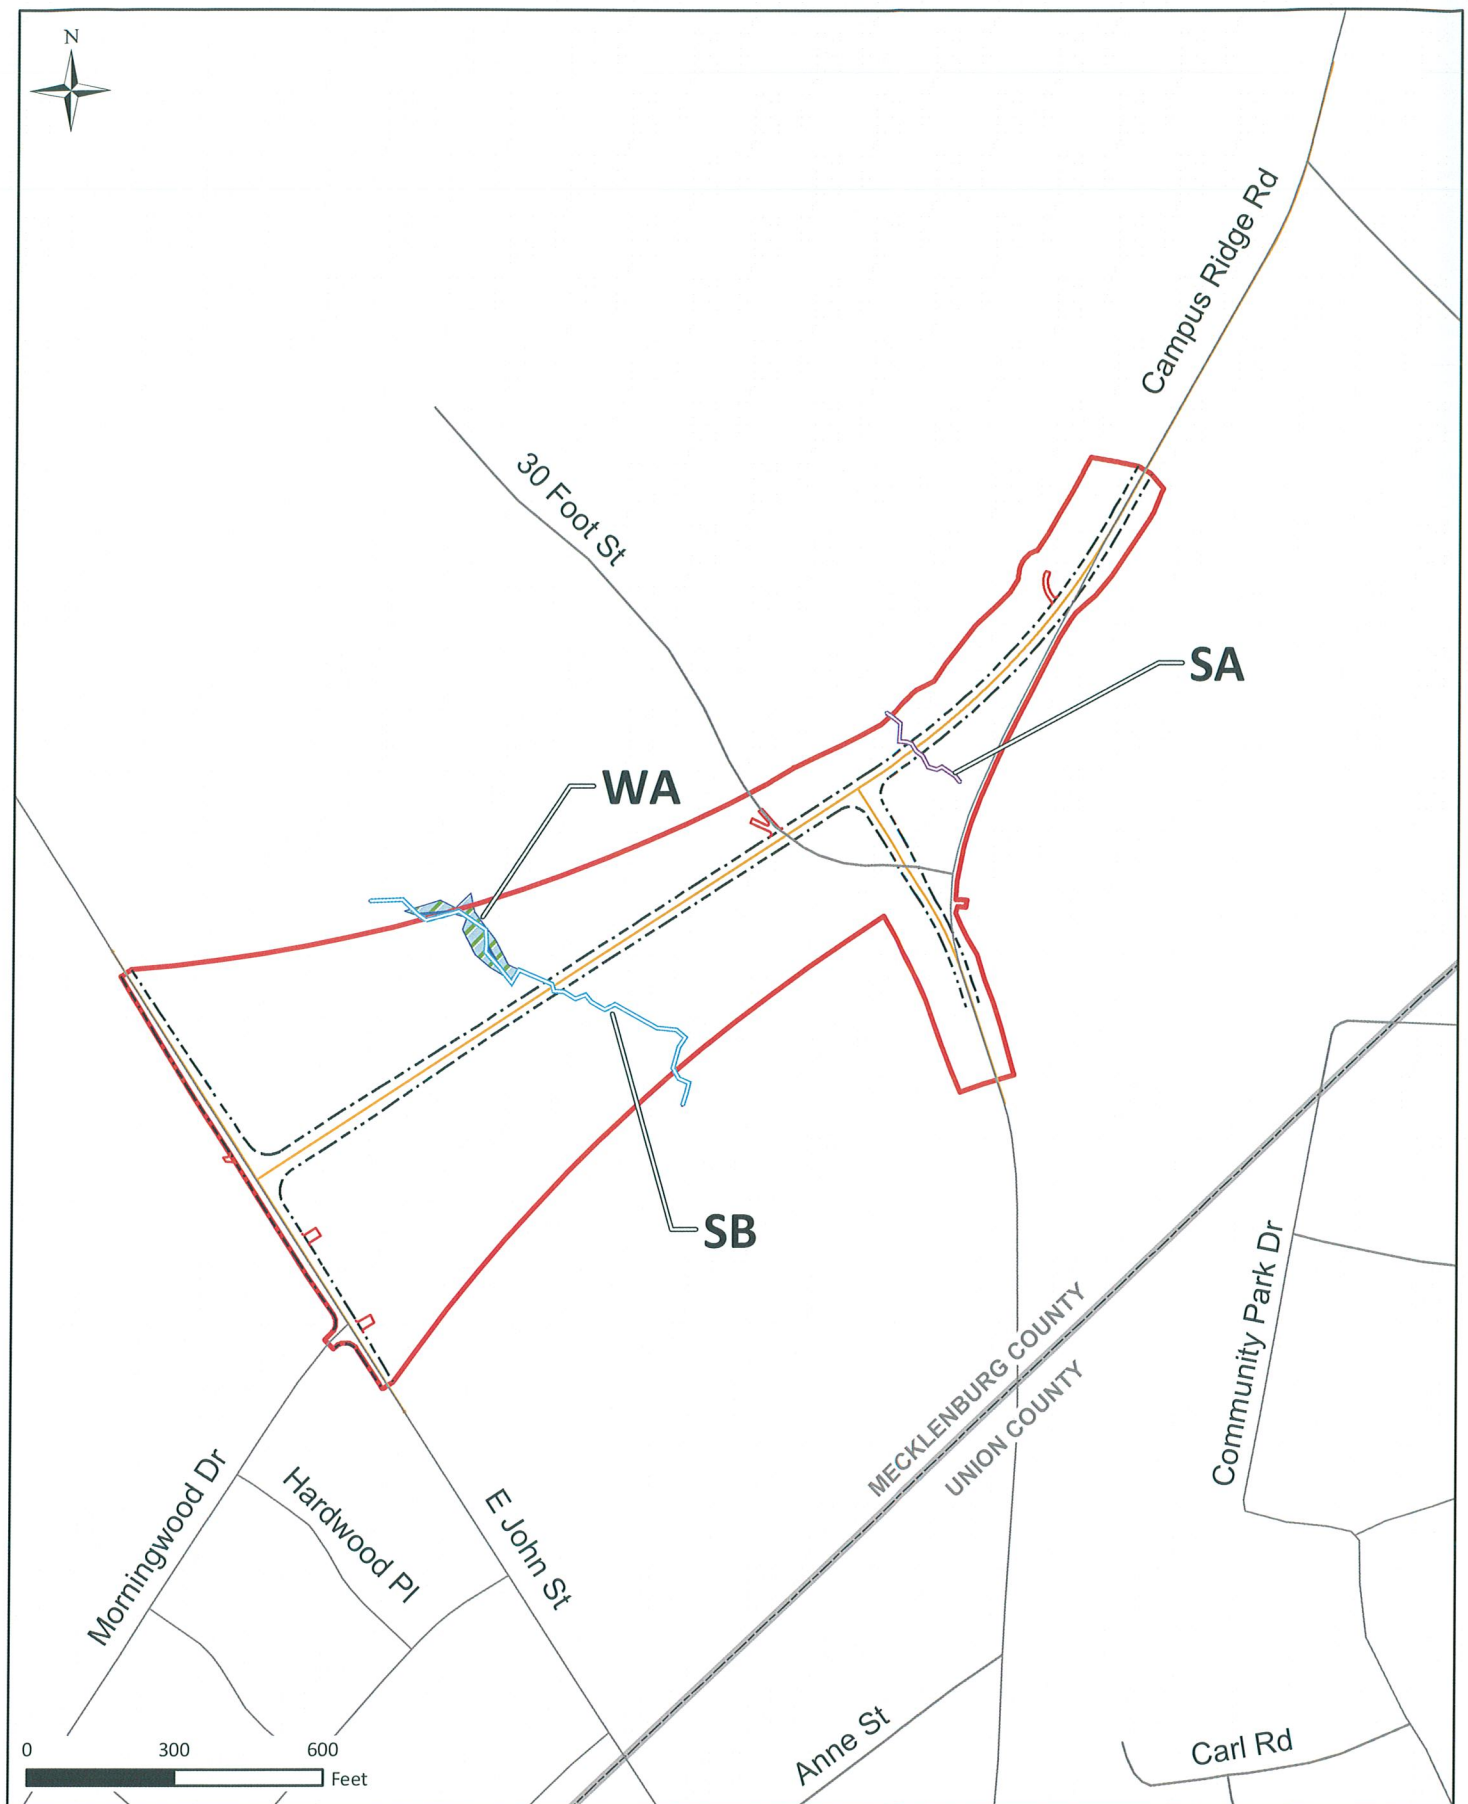 N
Campus Ridge Rd
30 Foot St
SA
WA
SB
MECKLENBURG COUNTY
UNION COUNTY
Community Park Dr
Morningwood Dr
Hardwood Pl
E John St
Anne St
Carl Rd
0 300 600
Feet